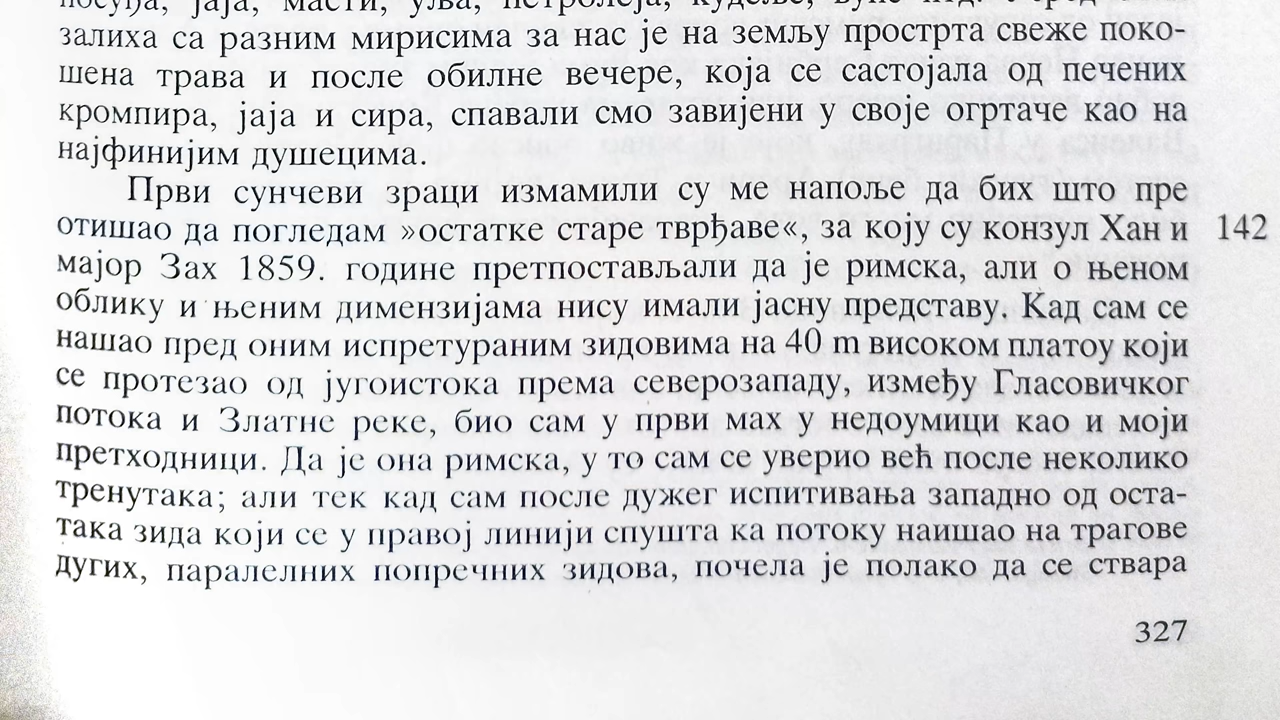 јаја, масти, уља, петролеја, кудеље,
залиха са разним мирисима за нас је на земљу прострта свеже поко-
шена трава и после обилне вечере, која се састојала од печених
кромпира, јаја и сира, спавали смо завијени у своје огртаче као на
најфинијим душецима.
Први сунчеви зраци измамили су ме напоље да бих што пре
отишао да погледам »остатке старе тврђаве«, за коју су конзул Хан и 142
мајор Зах 1859. године претпостављали да је римска, али о њеном
облику и њеним димензијама нису имали јасну представу. Кад сам се
нашао пред оним испретураним зидовима на 40 m високом платоу који
се протезао од југоистока према северозападу, између Гласовичког
потока и Златне реке, био сам у први мах у недоумици као и моји
претходници. Да је она римска, у то сам се уверио већ после неколико
тренутака; али тек кад сам после дужег испитивања западно од оста-
така зида који се у правој линији спушта ка потоку наишао на трагове
дугих, паралелних попречних зидова, почела је полако да се ствара
327